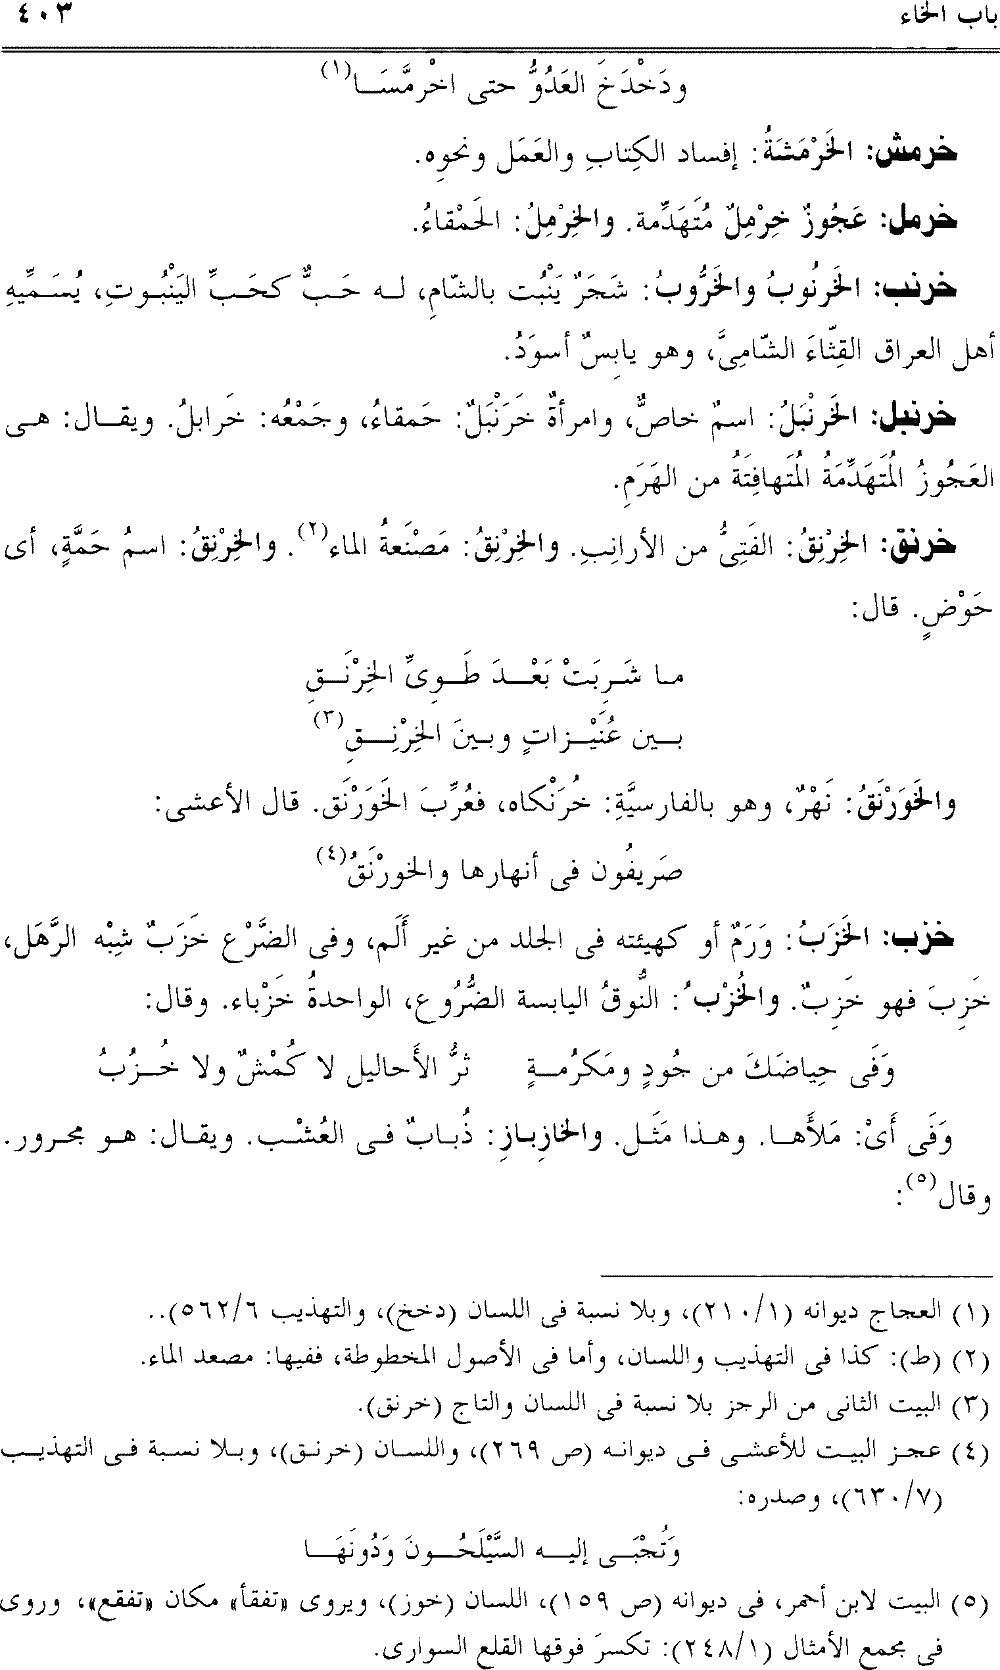 باب الخاء ٤٠٣
ودَخْدَخَ العَدُوُّ حتى اخْرمَّسَا(١)
خرمش: الخَرْمَشَةُ: إفساد الكِتابِ والعَمَل ونحوِه.
خرمل: عَجُوزٌ خِرْمِلٌ مُتَهَدِّمة. والخِرْمِلُ: الحَمْقاءُ.
خرنب: الخَرنُوبُ والخَرُّوبُ: شَجَرٌ يَنْبُت بالشّامِ، له حَبٌّ كحَبِّ اليَنْبُوتِ، يُسَمِّيهِ
أهل العراق القِثّاءَ الشّامِىَّ، وهو يابِسٌ أسوَدُ.
خرنبل: الخَرنْبَلُ: اسمٌ خاصٌّ، وامرأةٌ خَرَنْبَلٌ: حَمقاءُ، وجَمْعُه: خَرابلُ. ويقال: هى
العَجُوزُ المُتَهَدِّمَةُ المُتَهافِتَةُ من الهَرَمِ.
خرنق: الخِرْنِقُ: الفَتِىُّ من الأرانِبِ. والخِرْنِقُ: مَصْنَعةُ الماء(٢). والخِرْنِقُ: اسمُ حَمَّةٍ، أى
حَوْضٍ. قال:
ما شَرِبَتْ بَعْدَ طَوِىِّ الخِرْنَقِ
بين عُنَيْزاتٍ وبينَ الخِرْنِقِ(٣)
والخَوَرْنَقُ: نَهْرٌ، وهو بالفارسيَّةِ: خُرَنْكاه، فعُرِّبَ الخَوَرْنَق. قال الأعشى:
صَرِيفُون فى أنهارها والخورْنَقُ(٤)
خزب: الخَزَبُ: وَرَمٌ أو كهيئته فى الجلد من غير أَلَم، وفى الضَّرْع خَزَبٌ شِبْه الرَّهَل،
خَزِبَ فهو خَزِبٌ. والخُزْبُ: النُّوقُ اليابسة الضُّرُوع، الواحدةُ خَزْباء. وقال:
وَفَى حِياضَكَ من جُودٍ ومَكرُمةٍ ثرُّ الأَحاليل لا كُمْشٌ ولا خُزُبُ
وَفَى أَىْ: مَلأَها. وهذا مَثَل. والخازِبازِ: ذُبابٌ فى العُشْب. ويقال: هو مجرور.
وقال(٥):
(١) العجاج ديوانه (٢١٠/١)، وبلا نسبة فى اللسان (دخخ)، والتهذيب ٥٦٢/٦)..
(٢) (ط): كذا فى التهذيب واللسان، وأما فى الأصول المخطوطة، ففيها: مصعد الماء.
(٣) البيت الثانى من الرجز بلا نسبة فى اللسان والتاج (خرنق).
(٤) عجز البيت للأعشى فى ديوانه (ص ٢٦٩)، واللسان (خرنق)، وبلا نسبة فى التهذيب
(٦٣٠/٧)، وصدره:
وَتُجْبَى إليه السَّيْلَحُونَ وَدُونَهَا
(٥) البيت لابن أحمر، فى ديوانه (ص ١٥٩)، اللسان (خوز)، ويروى «تفقأ» مكان «تفقع»، وروى
فى مجمع الأمثال (٢٤٨/١): تكسرَ فوقها القلع السوارى.